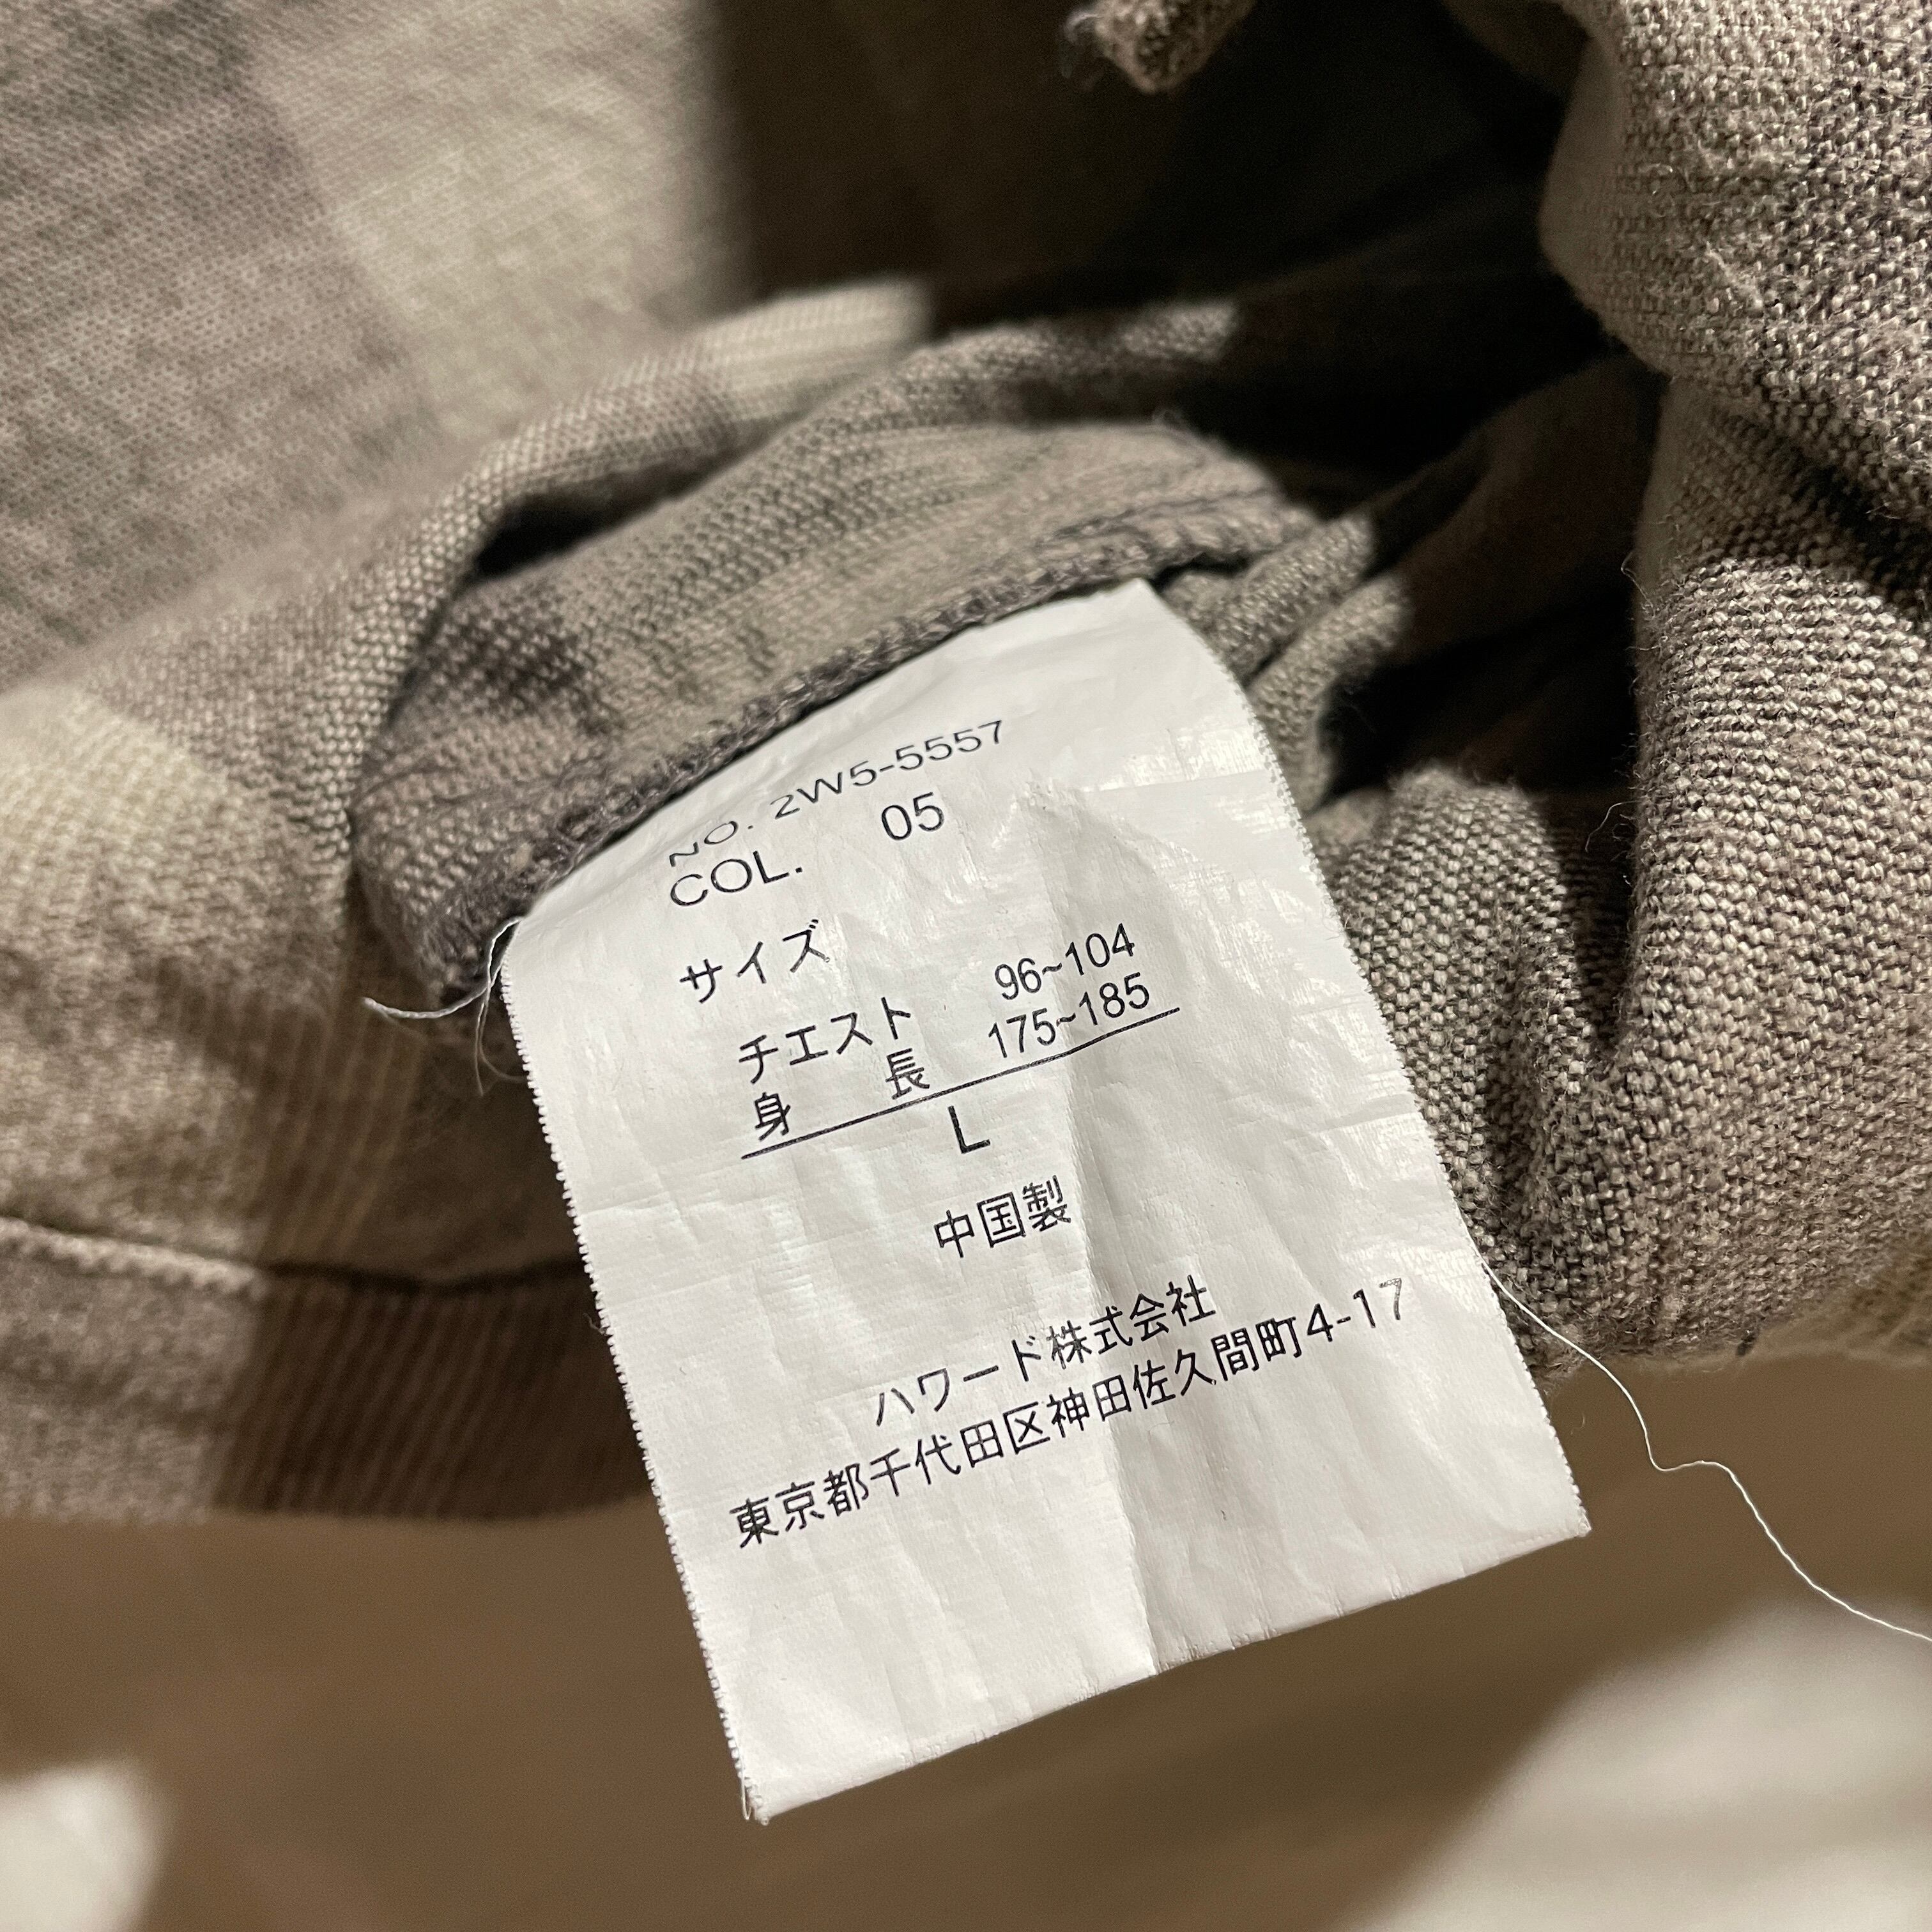 NO. 2W5-5557
COL. 05
サイズ
チエスト 96~104
身 長 175~185
L
中国製
ハワード株式会社
東京都千代田区神田佐久間町4-17